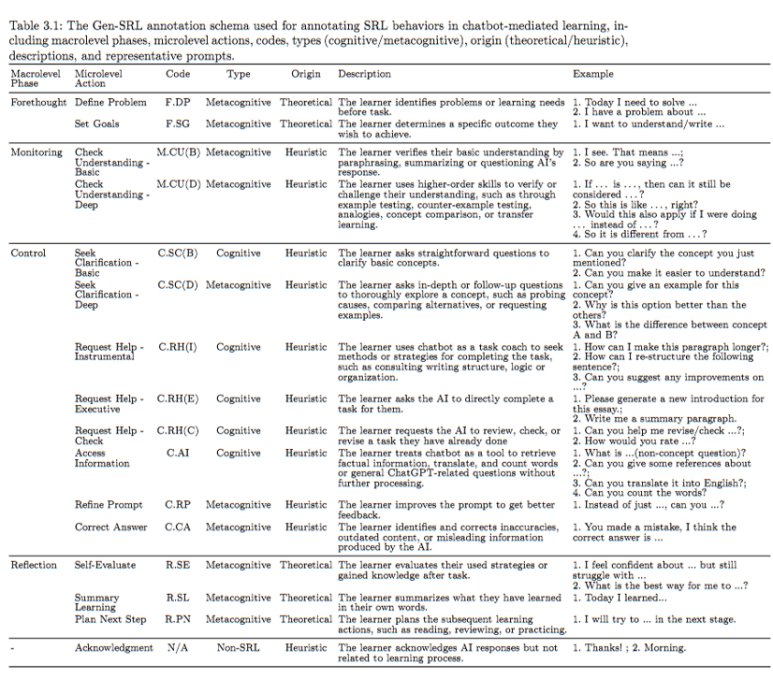 Table 3.1: The Gen-SRL annotation schema used for annotating SRL behaviors in chatbot-mediated learning, in-
cluding macrolevel phases, microlevel actions, codes, types (cognitive/metacognitive), origin (theoretical/heuristic),
descriptions, and representative prompts.
Macrolevel Phase Microlevel Action Code Type Origin Description Example
Forethought Define Problem F.DP Metacognitive Theoretical The learner identifies problems or learning needs 1. Today I need to solve ...
before task. 2. I have a problem about ...
Set Goals F.SG Metacognitive Theoretical The learner determines a specific outcome they 1. I want to understand/write ...
wish to achieve.
Monitoring Check M.CU(B) Metacognitive Heuristic The learner verifies their basic understanding by 1. I see. That means ...;
Understanding - paraphrasing, summarizing or questioning AI's 2. So are you saying ...?
Basic response.
Check M.CU(D) Metacognitive Heuristic The learner uses higher-order skills to verify or 1. If ... is ..., then can it still be
Understanding - challenge their understanding, such as through considered ...?
Deep example testing, counter-example testing, 2. So this is like ..., right?
analogies, concept comparison, or transfer 3. Would this also apply if I were doing
learning. ... instead of ...?
4. So it is different from ...?
Control Seek C.SC(B) Cognitive Heuristic The learner asks straightforward questions to 1. Can you clarify the concept you just
Clarification - clarify basic concepts. mentioned?
Basic 2. Can you make it easier to understand?
Seek C.SC(D) Metacognitive Heuristic The learner asks in-depth or follow-up questions 1. Can you give an example for this
Clarification - to thoroughly explore a concept, such as probing concept?
Deep causes, comparing alternatives, or requesting 2. Why is this option better than the
examples. others?
3. What is the difference between concept
A and B?
Request Help - C.RH(I) Cognitive Heuristic The learner uses chatbot as a task coach to seek 1. How can I make this paragraph longer?;
Instrumental methods or strategies for completing the task, 2. How can I re-structure the following
such as consulting writing structure, logic or sentence?;
organization. 3. Can you suggest any improvements on
...?
Request Help - C.RH(E) Cognitive Heuristic The learner asks the AI to directly complete a 1. Please generate a new introduction for
Executive task for them. this essay.;
2. Write me a summary paragraph.
Request Help - C.RH(C) Cognitive Heuristic The learner requests the AI to review, check, or 1. Can you help me revise/check ...?;
Check revise a task they have already done 2. How would you rate ...?
Access C.AI Cognitive Heuristic The learner treats chatbot as a tool to retrieve 1. What is ...(non-concept question)?
Information factual information, translate, and count words 2. Can you give some references about
or general ChatGPT-related questions without ...?;
further processing. 3. Can you translate it into English?;
4. Can you count the words?
Refine Prompt C.RP Metacognitive Heuristic The learner improves the prompt to get better 1. Instead of just ..., can you ...?
feedback.
Correct Answer C.CA Metacognitive Heuristic The learner identifies and corrects inaccuracies, 1. You made a mistake, I think the
outdated content, or misleading information correct answer is ...
produced by the AI.
Reflection Self-Evaluate R.SE Metacognitive Theoretical The learner evaluates their used strategies or 1. I feel confident about ... but still
gained knowledge after task. struggle with ...
2. What is the best way for me to ...?
Summary R.SL Metacognitive Theoretical The learner summarizes what they have learned 1. Today I learned...
Learning in their own words.
Plan Next Step R.PN Metacognitive Theoretical The learner plans the subsequent learning 1. I will try to ... in the next stage.
actions, such as reading, reviewing, or practicing.
- Acknowledgment N/A Non-SRL Heuristic The learner acknowledges AI responses but not 1. Thanks! ; 2. Morning.
related to learning process.